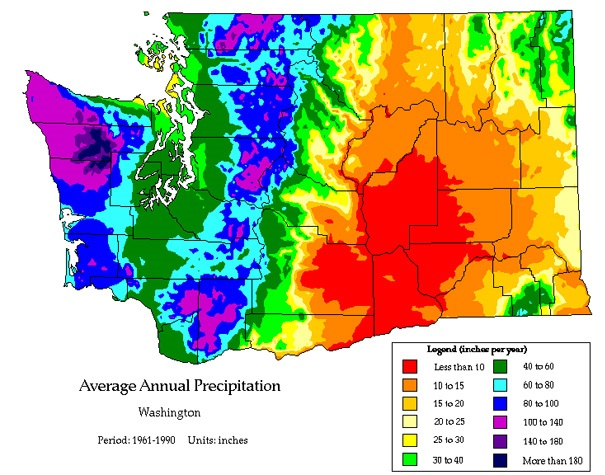 Average Annual Precipitation
Washington
Period: 1961-1990 Units: inches
Legend (inches per year)
Less than 10
10 to 15
15 to 20
20 to 25
25 to 30
30 to 40
40 to 60
60 to 80
80 to 100
100 to 140
140 to 180
More than 180